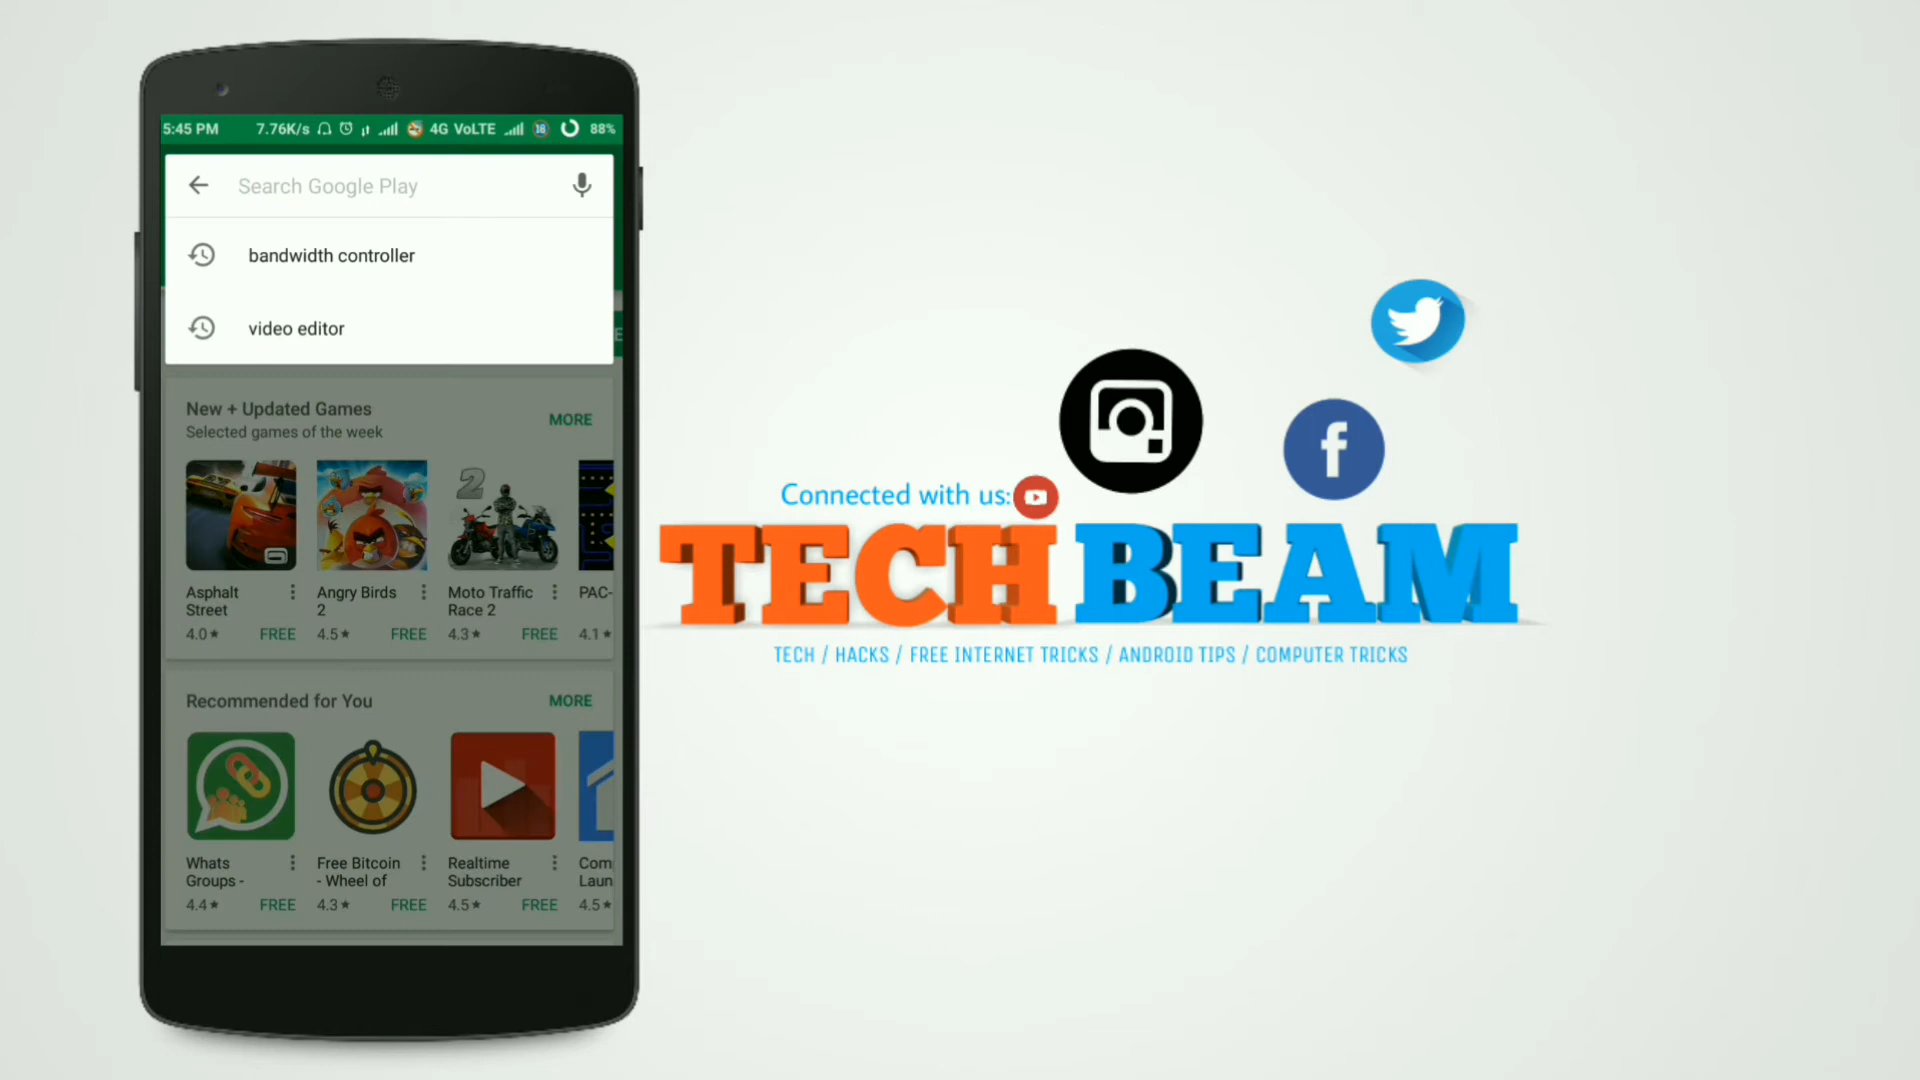 5:45 PM 7.76K/s 4G VoLTE 18 88%
Search Google Play
bandwidth controller
video editor
New + Updated Games
Selected games of the week
MORE
2
Asphalt
Street
4.0★ FREE
Angry Birds
2
4.5★ FREE
Moto Traffic
Race 2
4.3★ FREE
PAC-
4.1★
Recommended for You
MORE
Whats
Groups -
4.4★ FREE
Free Bitcoin
- Wheel of
4.3★ FREE
Realtime
Subscriber
4.5★ FREE
Com
Laun
4.5★
Connected with us:
f
TECH BEAM
TECH / HACKS / FREE INTERNET TRICKS / ANDROID TIPS / COMPUTER TRICKS